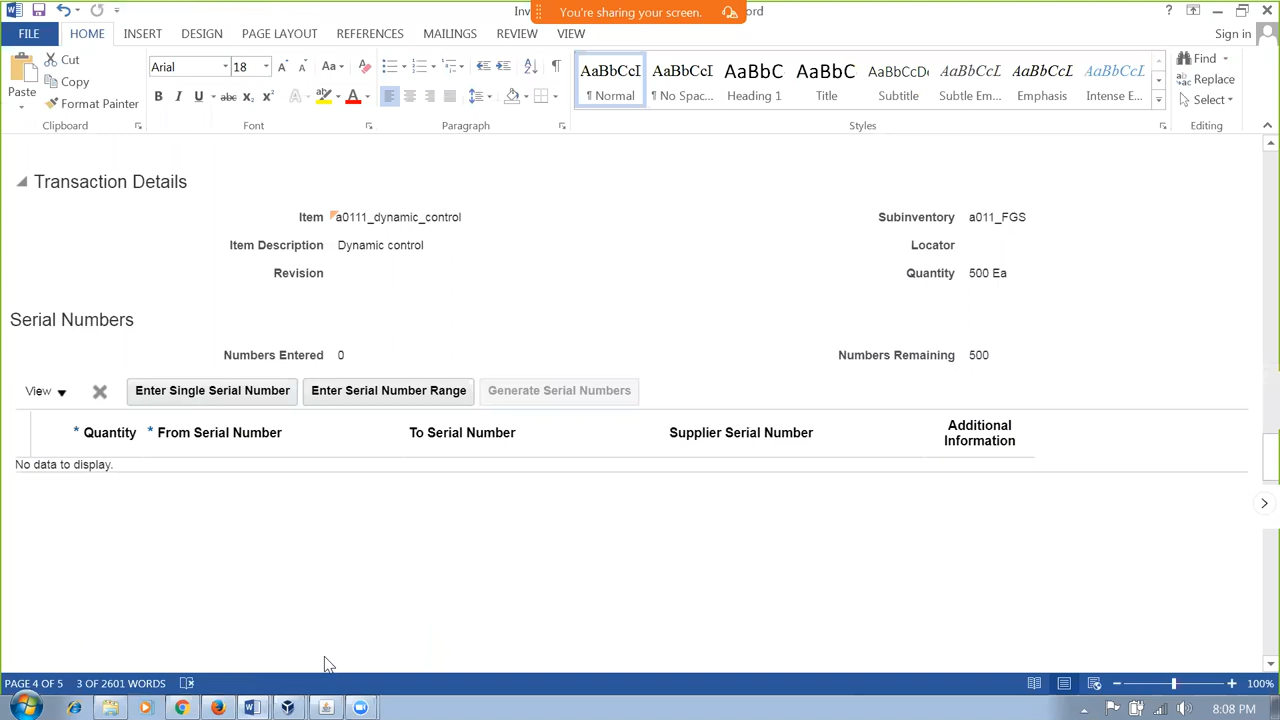 Inv
You're sharing your screen.
ord
FILE HOME INSERT DESIGN PAGE LAYOUT REFERENCES MAILINGS REVIEW VIEW Sign in
Paste
Cut
Copy
Format Painter
Clipboard
Arial 18
Font
Paragraph
AaBbCcI AaBbCcI AaBbC AaBbC AaBbCcDc AaBbCcL AaBbCcL AaBbCcL
¶ Normal ¶ No Spac... Heading 1 Title Subtitle Subtle Em... Emphasis Intense E...
Styles
Find
Replace
Select
Editing
Transaction Details
Item a0111_dynamic_control Subinventory a011_FGS
Item Description Dynamic control Locator
Revision Quantity 500 Ea
Serial Numbers
Numbers Entered 0 Numbers Remaining 500
View Enter Single Serial Number Enter Serial Number Range Generate Serial Numbers
* Quantity * From Serial Number To Serial Number Supplier Serial Number Additional Information
No data to display.
PAGE 4 OF 5 3 OF 2601 WORDS 100%
8:08 PM